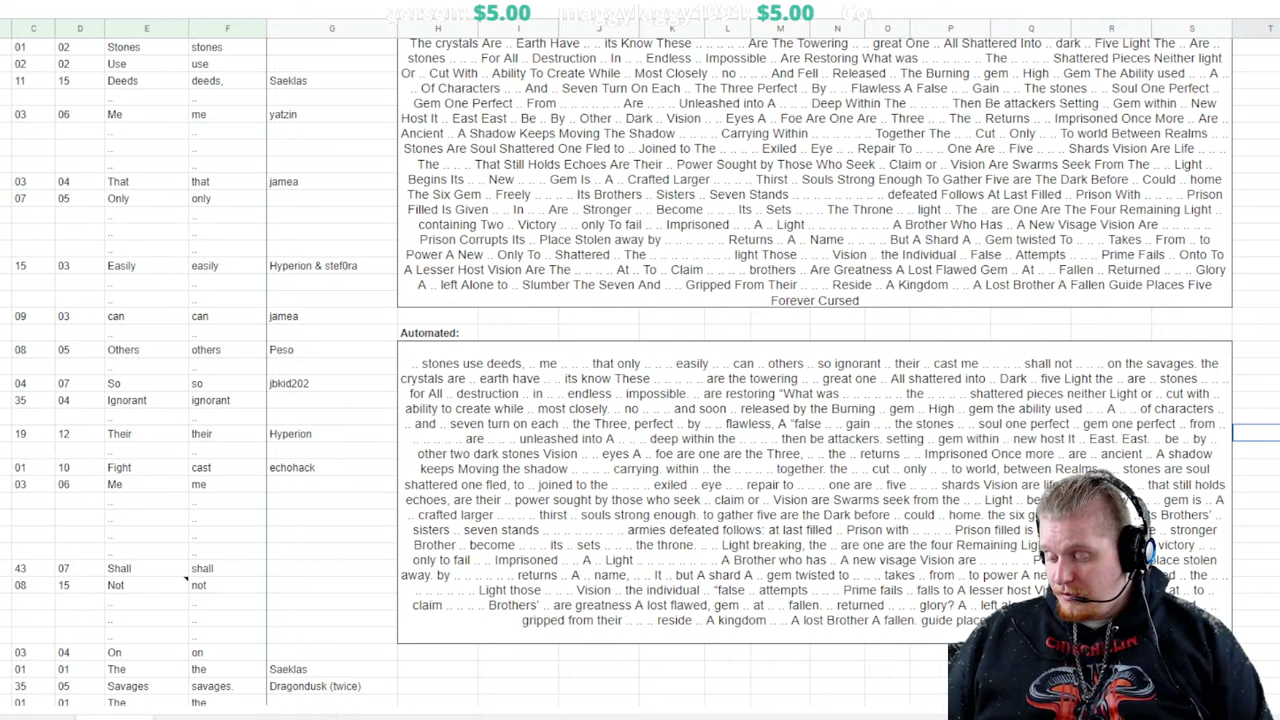 gersen: $5.00 maggylaggy1991: $5.00 Co
C D E F G H I J K L M N O P Q R S T
01 02 Stones stones
02 02 Use use
11 15 Deeds deeds, Saeklas
.. ..
03 06 Me me yatzin
.. ..
.. ..
.. ..
03 04 That that jamea
07 05 Only only
.. ..
.. ..
.. ..
15 03 Easily easily Hyperion & stef0ra
.. ..
.. ..
09 03 can can jamea
.. ..
08 05 Others others Peso
.. ..
04 07 So so jbkid202
35 04 Ignorant ignorant
.. ..
19 12 Their their Hyperion
.. ..
01 10 Fight cast echohack
03 06 Me me
.. ..
.. ..
.. ..
.. ..
.. ..
43 07 Shall shall
08 15 Not not
.. ..
.. ..
.. ..
03 04 On on
01 01 The the Saeklas
35 05 Savages savages. Dragondusk (twice)
01 01 The the
The crystals Are .. Earth Have .. .. its Know These .. .. .. .. .. Are The Towering .. .. great One .. All Shattered Into .. dark .. Five Light The .. Are ..
stones .. .. .. For All .. Destruction .. In .. .. Endless .. Impossible .. Are Restoring What was .. .. .. .. The .. .. .. Shattered Pieces Neither light
Or .. Cut With .. Ability To Create While .. Most Closely .. no .. .. .. And Fell .. Released .. The Burning .. gem .. High .. Gem The Ability used .. .. A ..
.. Of Characters .. .. And .. Seven Turn On Each .. The Three Perfect .. By .. Flawless A False .. Gain .. The stones .. .. Soul One Perfect ..
Gem One Perfect .. From .. .. .. .. .. .. Are .. .. Unleashed into A .. .. Deep Within The .. .. .. .. .. Then Be attackers Setting .. Gem within .. New
Host It .. East East .. Be .. By .. Other .. Dark .. Vision .. .. Eyes A .. Foe Are One Are .. Three .. .. The .. Returns .. .. Imprisoned Once More .. Are ..
Ancient .. A Shadow Keeps Moving The Shadow .. .. .. .. Carrying Within .. .. .. .. .. Together The .. .. Cut .. Only .. .. To world Between Realms ..
Stones Are Soul Shattered One Fled to .. Joined to The .. .. .. .. Exiled .. Eye .. .. Repair To .. .. .. One Are .. Five .. .. Shards Vision Are Life
.. The .. .. .. That Still Holds Echoes Are Their .. Power Sought by Those Who Seek .. Claim or .. Vision Are Swarms Seek From The .. .. Light ..
Begins Its .. .. New .. .. Gem Is .. A .. Crafted Larger .. .. .. Thirst .. Souls Strong Enough To Gather Five are The Dark Before .. Could .. home
The Six Gem .. Freely .. .. .. Its Brothers .. Sisters .. Seven Stands .. .. .. .. .. .. .. .. .. defeated Follows At Last Filled .. Prison With .. .. .. .. Prison
Filled Is Given .. .. In .. .. Are .. Stronger .. .. Become .. .. Its .. Sets .. .. .. The Throne .. .. light .. The .. are One Are The Four Remaining Light ..
containing Two .. Victory .. .. only To fail .. .. Imprisoned .. .. A .. Light .. .. .. .. .. .. .. A Brother Who Has .. A New Visage Vision Are .. .. .. ..
Prison Corrupts Its .. Place Stolen away by .. .. .. .. .. .. Returns .. A .. Name .. .. .. But A Shard A .. Gem twisted To .. .. .. Takes .. From .. to
Power A New .. Only To .. Shattered .. The .. .. .. .. .. light Those .. .. Vision .. the Individual .. False .. Attempts .. .. Prime Fails .. Onto To
A Lesser Host Vision Are The .. .. .. At .. To .. Claim .. .. .. .. brothers .. Are Greatness A Lost Flawed Gem .. At .. Fallen .. Returned .. .. Glory
A .. left Alone to .. Slumber The Seven And .. .. Gripped From Their .. .. .. Reside .. A Kingdom .. .. A Lost Brother A Fallen Guide Places Five
Forever Cursed
Automated:
.. stones use deeds, .. me .. .. .. that only .. .. .. easily .. .. can .. others .. so ignorant .. their .. cast me .. .. .. .. .. shall not .. .. .. on the savages. the
crystals are .. earth have .. .. its know These .. .. .. .. .. are the towering .. .. great one .. All shattered into .. Dark .. five Light the .. are .. stones .. .. ..
for All .. destruction .. in .. .. endless .. impossible. .. are restoring “What was .. .. .. .. the .. .. .. shattered pieces neither Light or .. cut with ..
ability to create while .. most closely. .. no .. .. .. and soon .. released by the Burning .. gem .. High .. gem the ability used .. .. A .. .. of characters
.. .. and .. seven turn on each .. the Three, perfect .. by .. flawless, A “false .. gain .. the stones .. .. soul one perfect .. gem one perfect .. from ..
.. .. .. .. .. are .. .. unleashed into A .. .. deep within the .. .. .. .. .. then be attackers. setting .. gem within .. new host It .. East. East. .. be .. by ..
other two dark stones Vision .. .. eyes A .. foe are one are the Three, .. .. the .. returns .. .. Imprisoned Once more .. are .. ancient .. A shadow
keeps Moving the shadow .. .. .. .. carrying. within .. .. the .. .. .. together. the .. .. cut .. only .. .. to world, between Realms .. stones are soul
shattered one fled, to .. joined to the .. .. .. .. exiled .. eye .. .. repair to .. .. .. one are .. five .. .. shards Vision are life
that still holds
echoes, are their .. power sought by those who seek .. claim or .. Vision are Swarms seek from the .. .. Light ..
gem is .. A
.. crafted larger .. .. .. thirst .. souls strong enough. to gather five are the Dark before .. could .. home. the six
Brothers’ ..
sisters .. seven stands .. .. .. .. .. .. .. .. .. armies defeated follows: at last filled .. Prison with .. .. .. .. Prison filled is
stronger
Brother .. become .. .. .. its .. sets .. .. .. the throne. .. .. Light breaking, the .. are one are the four Remaining
victory ..
only to fail .. .. Imprisoned .. .. A .. Light .. .. .. .. .. .. .. A Brother who has .. A new visage Vision are .. .. .. ..
place stolen
away. by .. .. .. .. .. .. returns .. A .. name, .. .. It .. but A shard A .. gem twisted to .. .. .. takes .. from .. to power A
the ..
.. .. .. .. Light those .. .. Vision .. the individual .. “false .. attempts .. .. Prime fails .. falls to A lesser host
at .. to ..
claim .. .. .. .. Brothers’ .. are greatness A lost flawed, gem .. at .. fallen. .. returned .. .. glory? A .. left
gripped from their .. .. .. reside .. A kingdom .. .. A lost Brother A fallen. guide